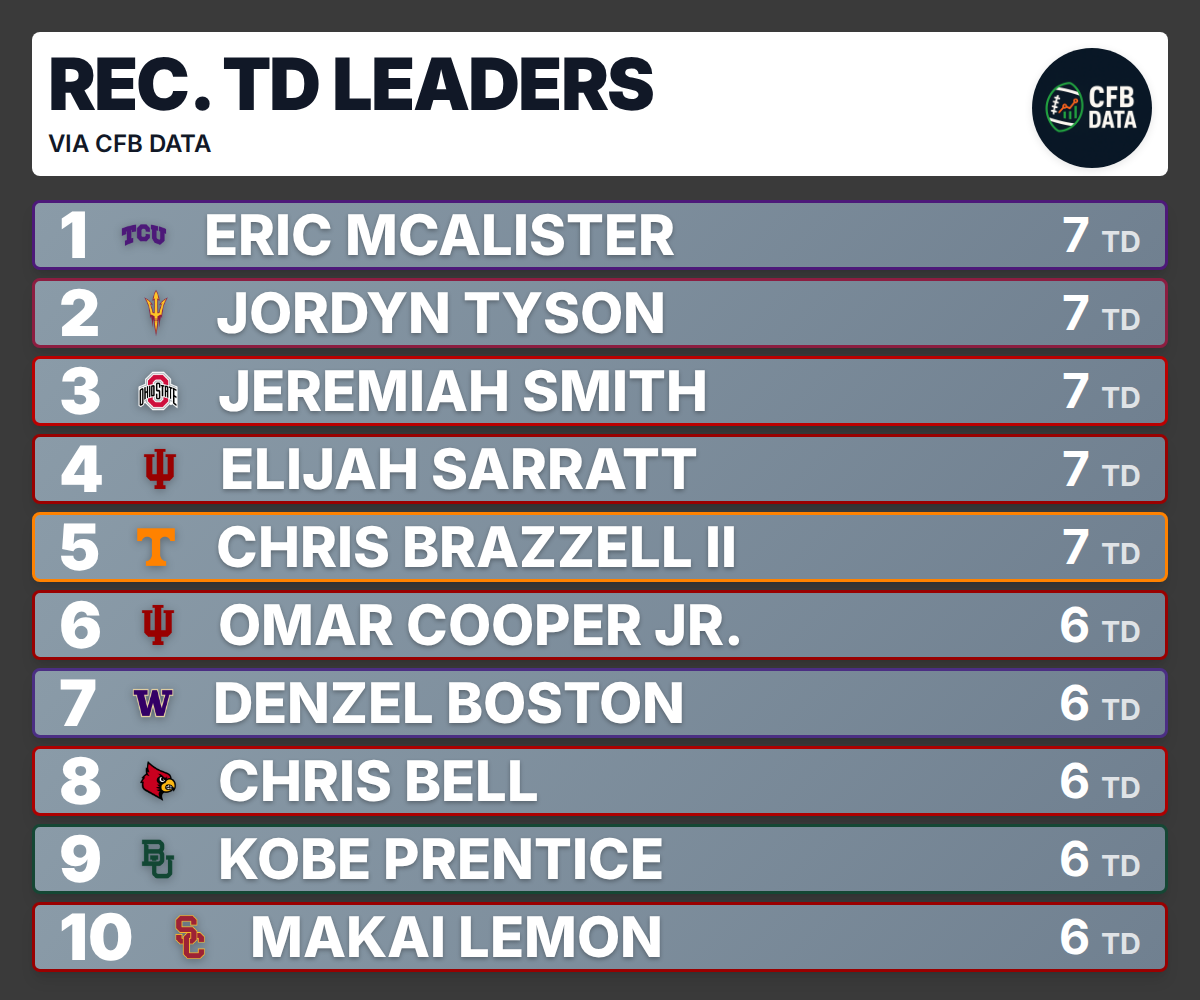 REC. TD LEADERS
VIA CFB DATA
CFB
DATA
1 TCU ERIC MCALISTER 7 TD
2 JORDYN TYSON 7 TD
3 OHIO STATE JEREMIAH SMITH 7 TD
4 IU ELIJAH SARRATT 7 TD
5 T CHRIS BRAZZELL II 7 TD
6 IU OMAR COOPER JR. 6 TD
7 W DENZEL BOSTON 6 TD
8 CHRIS BELL 6 TD
9 BU KOBE PRENTICE 6 TD
10 SC MAKAI LEMON 6 TD